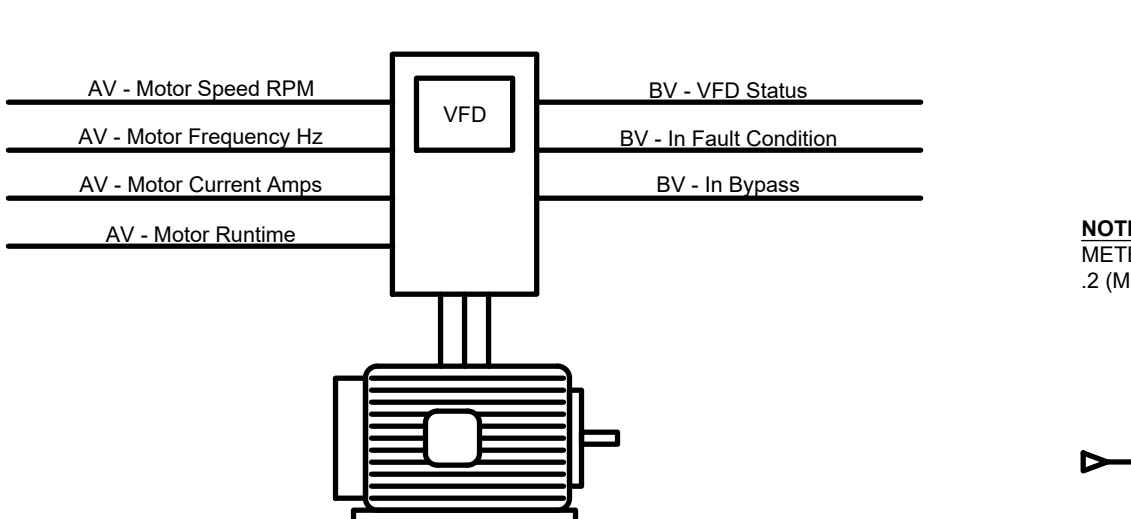 AV - Motor Speed RPM
AV - Motor Frequency Hz
AV - Motor Current Amps
AV - Motor Runtime
VFD
BV - VFD Status
BV - In Fault Condition
BV - In Bypass
.2 (M